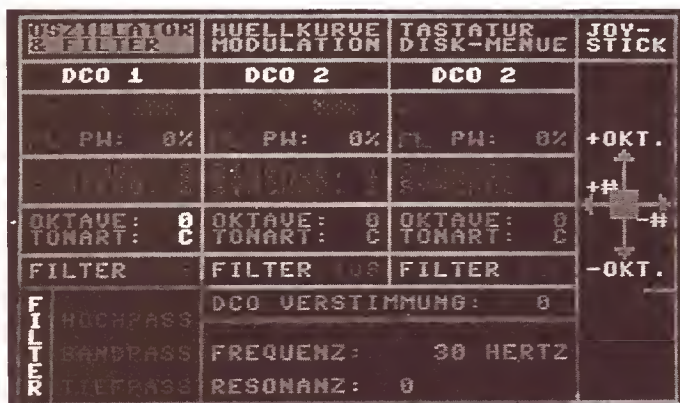 OSZILLATOR & FILTER
HUELLKURVE MODULATION
TASTATUR DISK-MENUE
JOY-STICK
DCO 1 DCO 2 DCO 2
PW: 0% PW: 0% PW: 0%
+OKT.
+#
-#
OKTAVE: 0 OKTAVE: 0 OKTAVE: 0
TONART: C TONART: C TONART: C
FILTER FILTER FILTER
-OKT.
DCO VERSTIMMUNG: 0
FILTER
HOCHPASS
BANDPASS
TIEFPASS
FREQUENZ: 30 HERTZ
RESONANZ: 0